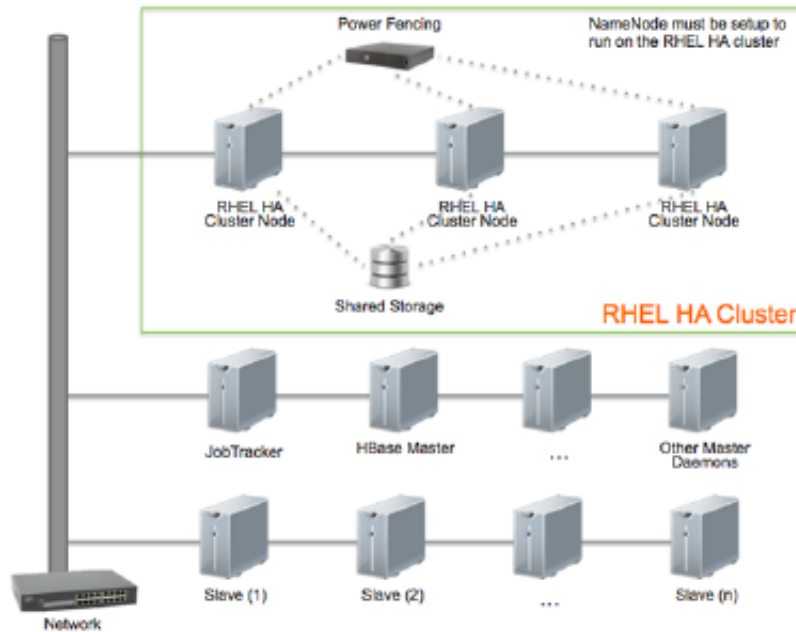 Power Fencing
NameNode must be setup to
run on the RHEL HA cluster
RHEL HA
Cluster Node
RHEL HA
Cluster Node
RHEL HA
Cluster Node
Shared Storage
RHEL HA Cluster
JobTracker
HBase Master
...
Other Master
Daemons
Slave (1)
Slave (2)
...
Slave (n)
Network